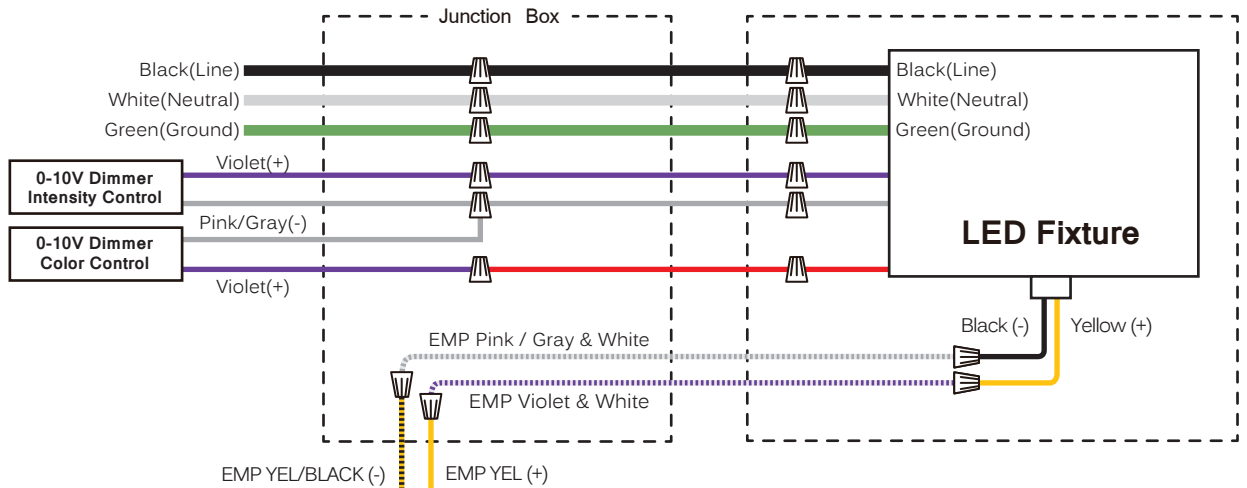 Junction Box
Black(Line)
Black(Line)
White(Neutral)
White(Neutral)
Green(Ground)
Green(Ground)
Violet(+)
0-10V Dimmer
Intensity Control
Pink/Gray(-)
LED Fixture
0-10V Dimmer
Color Control
Violet(+)
Black (-)
Yellow (+)
EMP Pink / Gray & White
EMP Violet & White
EMP YEL/BLACK (-)
EMP YEL (+)